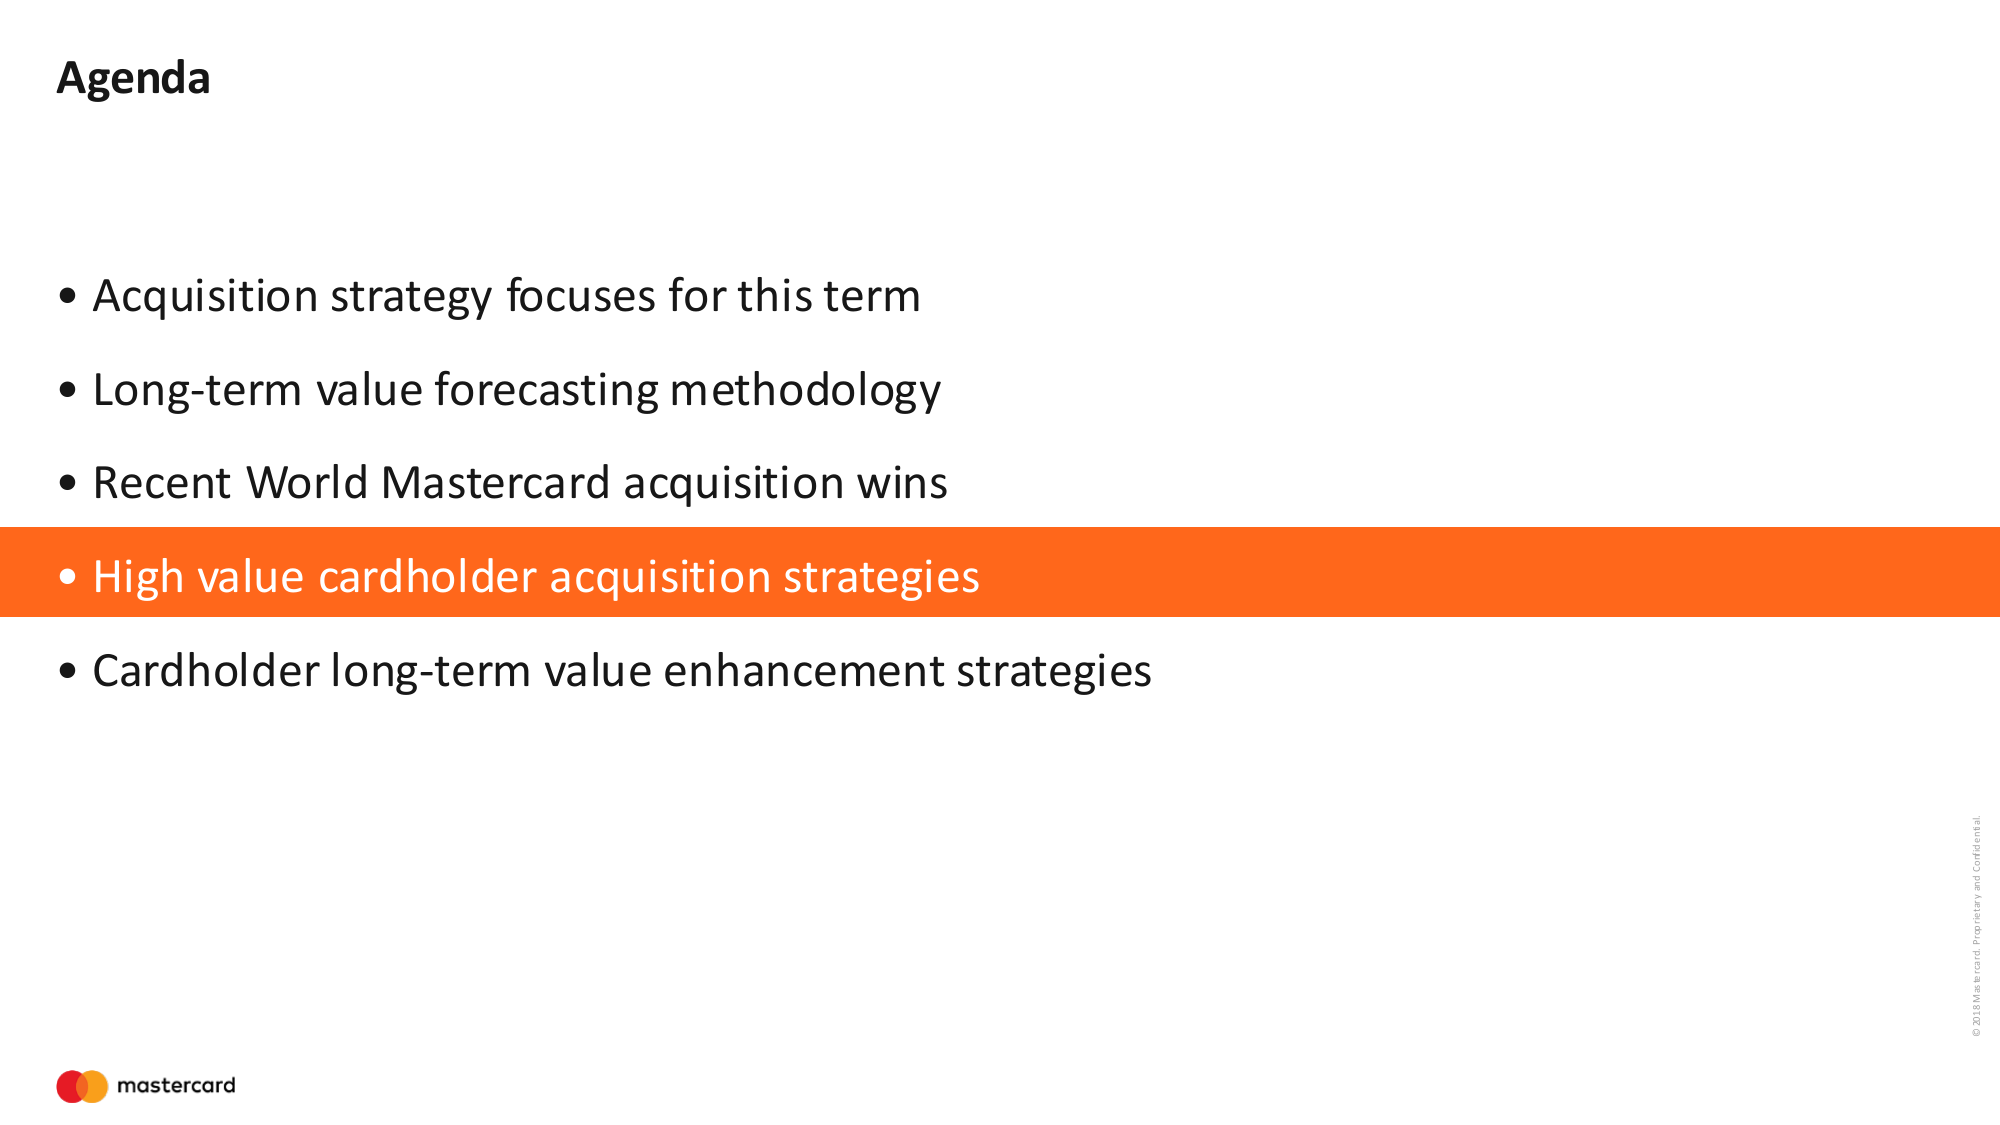 Agenda
• Acquisition strategy focuses for this term
• Long-term value forecasting methodology
• Recent World Mastercard acquisition wins
• High value cardholder acquisition strategies
• Cardholder long-term value enhancement strategies
©2018 Mastercard. Proprietary and Confidential.
mastercard